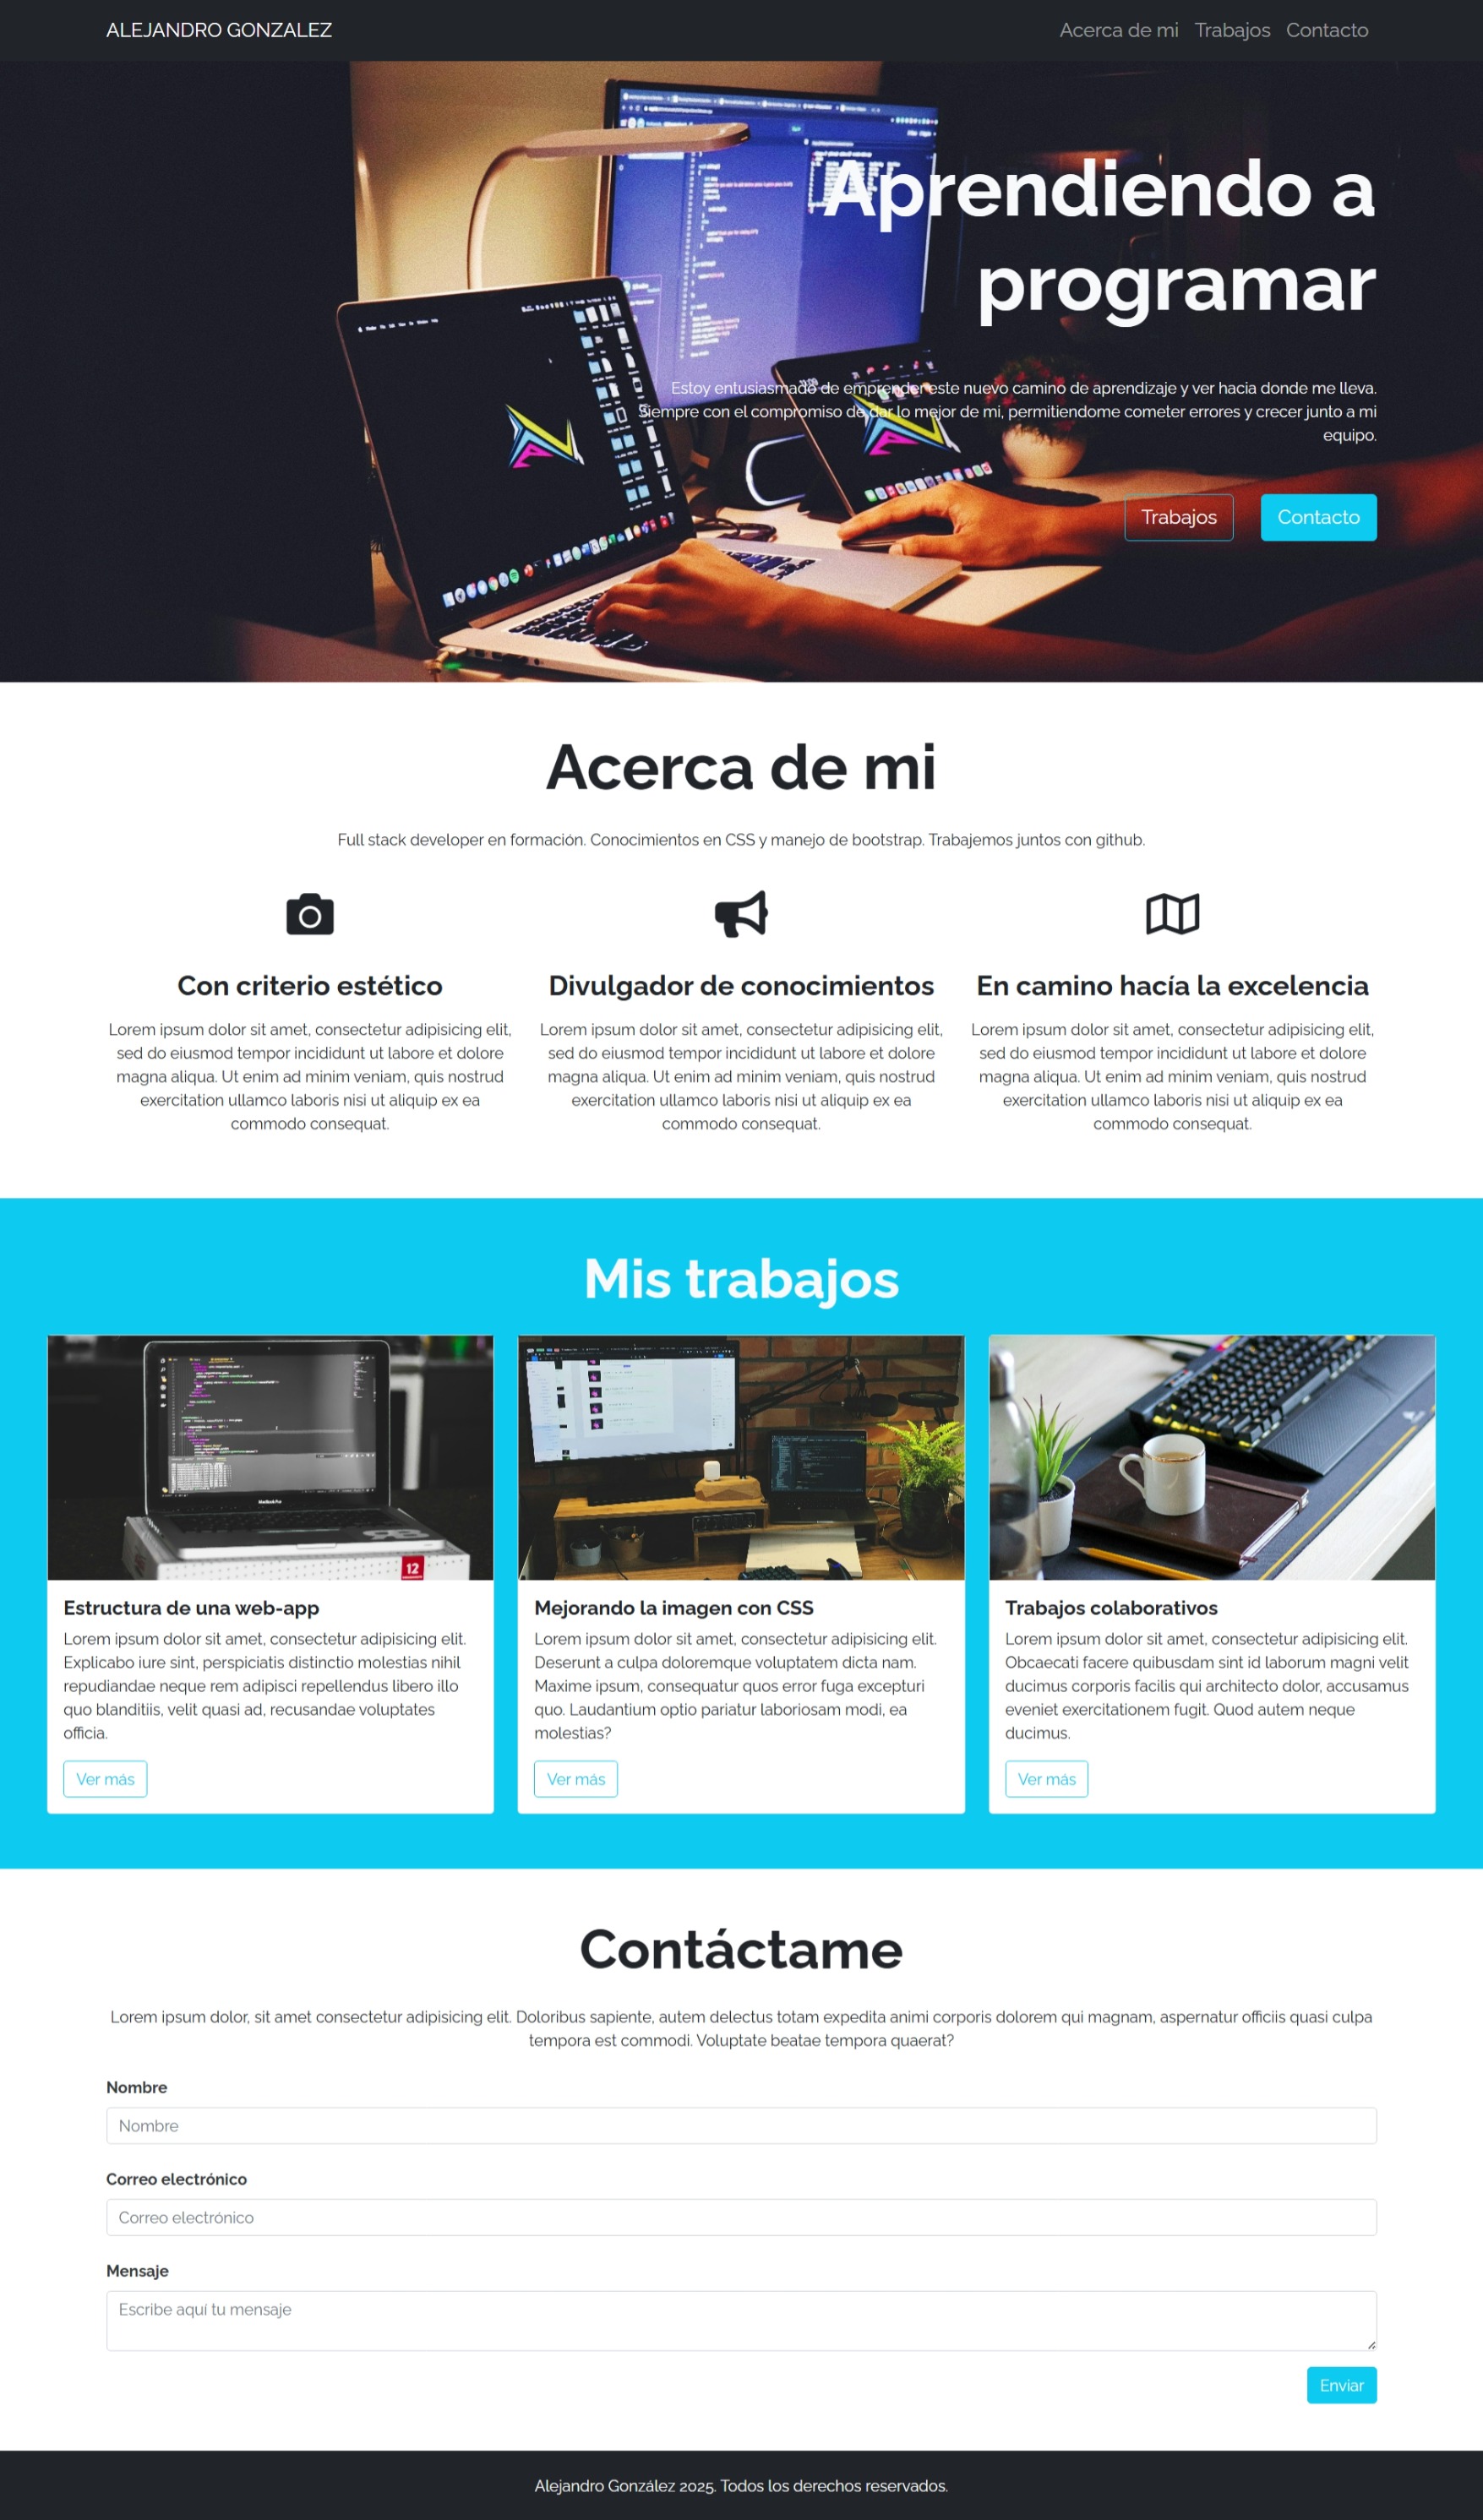 ALEJANDRO GONZALEZ
Acerca de mi Trabajos Contacto
Aprendiendo a
programar
Estoy entusiasmado de emprender este nuevo camino de aprendizaje y ver hacia donde me lleva.
Siempre con el compromiso de dar lo mejor de mi, permitiendome cometer errores y crecer junto a mi
equipo.
Trabajos Contacto
Acerca de mi
Full stack developer en formación. Conocimientos en CSS y manejo de bootstrap. Trabajemos juntos con github.
Con criterio estético
Lorem ipsum dolor sit amet, consectetur adipisicing elit,
sed do eiusmod tempor incididunt ut labore et dolore
magna aliqua. Ut enim ad minim veniam, quis nostrud
exercitation ullamco laboris nisi ut aliquip ex ea
commodo consequat.
Divulgador de conocimientos
Lorem ipsum dolor sit amet, consectetur adipisicing elit,
sed do eiusmod tempor incididunt ut labore et dolore
magna aliqua. Ut enim ad minim veniam, quis nostrud
exercitation ullamco laboris nisi ut aliquip ex ea
commodo consequat.
En camino hacía la excelencia
Lorem ipsum dolor sit amet, consectetur adipisicing elit,
sed do eiusmod tempor incididunt ut labore et dolore
magna aliqua. Ut enim ad minim veniam, quis nostrud
exercitation ullamco laboris nisi ut aliquip ex ea
commodo consequat.
Mis trabajos
MacBook Pro
12
Estructura de una web-app
Lorem ipsum dolor sit amet, consectetur adipisicing elit.
Explicabo iure sint, perspiciatis distinctio molestias nihil
repudiandae neque rem adipisci repellendus libero illo
quo blanditiis, velit quasi ad, recusandae voluptates
officia.
Ver más
Mejorando la imagen con CSS
Lorem ipsum dolor sit amet, consectetur adipisicing elit.
Deserunt a culpa doloremque voluptatem dicta nam.
Maxime ipsum, consequatur quos error fuga excepturi
quo. Laudantium optio pariatur laboriosam modi, ea
molestias?
Ver más
Trabajos colaborativos
Lorem ipsum dolor sit amet, consectetur adipisicing elit.
Obcaecati facere quibusdam sint id laborum magni velit
ducimus corporis facilis qui architecto dolor, accusamus
eveniet exercitationem fugit. Quod autem neque
ducimus.
Ver más
Contáctame
Lorem ipsum dolor, sit amet consectetur adipisicing elit. Doloribus sapiente, autem delectus totam expedita animi corporis dolorem qui magnam, aspernatur officiis quasi culpa
tempora est commodi. Voluptate beatae tempora quaerat?
Nombre
Nombre
Correo electrónico
Correo electrónico
Mensaje
Escribe aquí tu mensaje
Enviar
Alejandro González 2025. Todos los derechos reservados.